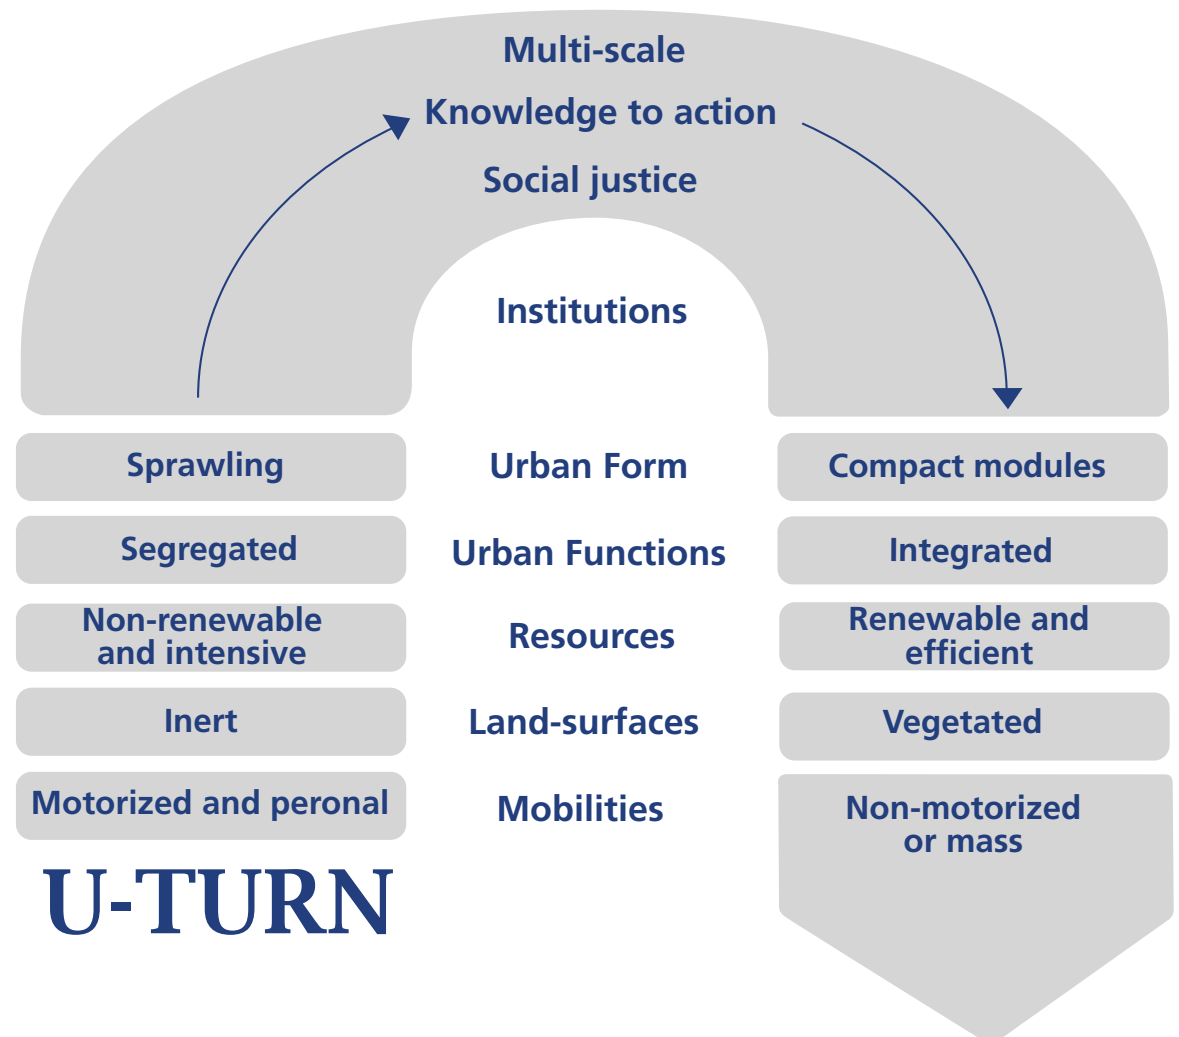 Multi-scale
Knowledge to action
Social justice
Institutions
Sprawling
Urban Form
Compact modules
Segregated
Urban Functions
Integrated
Non-renewable
and intensive
Resources
Renewable and
efficient
Inert
Land-surfaces
Vegetated
Motorized and peronal
Mobilities
Non-motorized
or mass
U-TURN